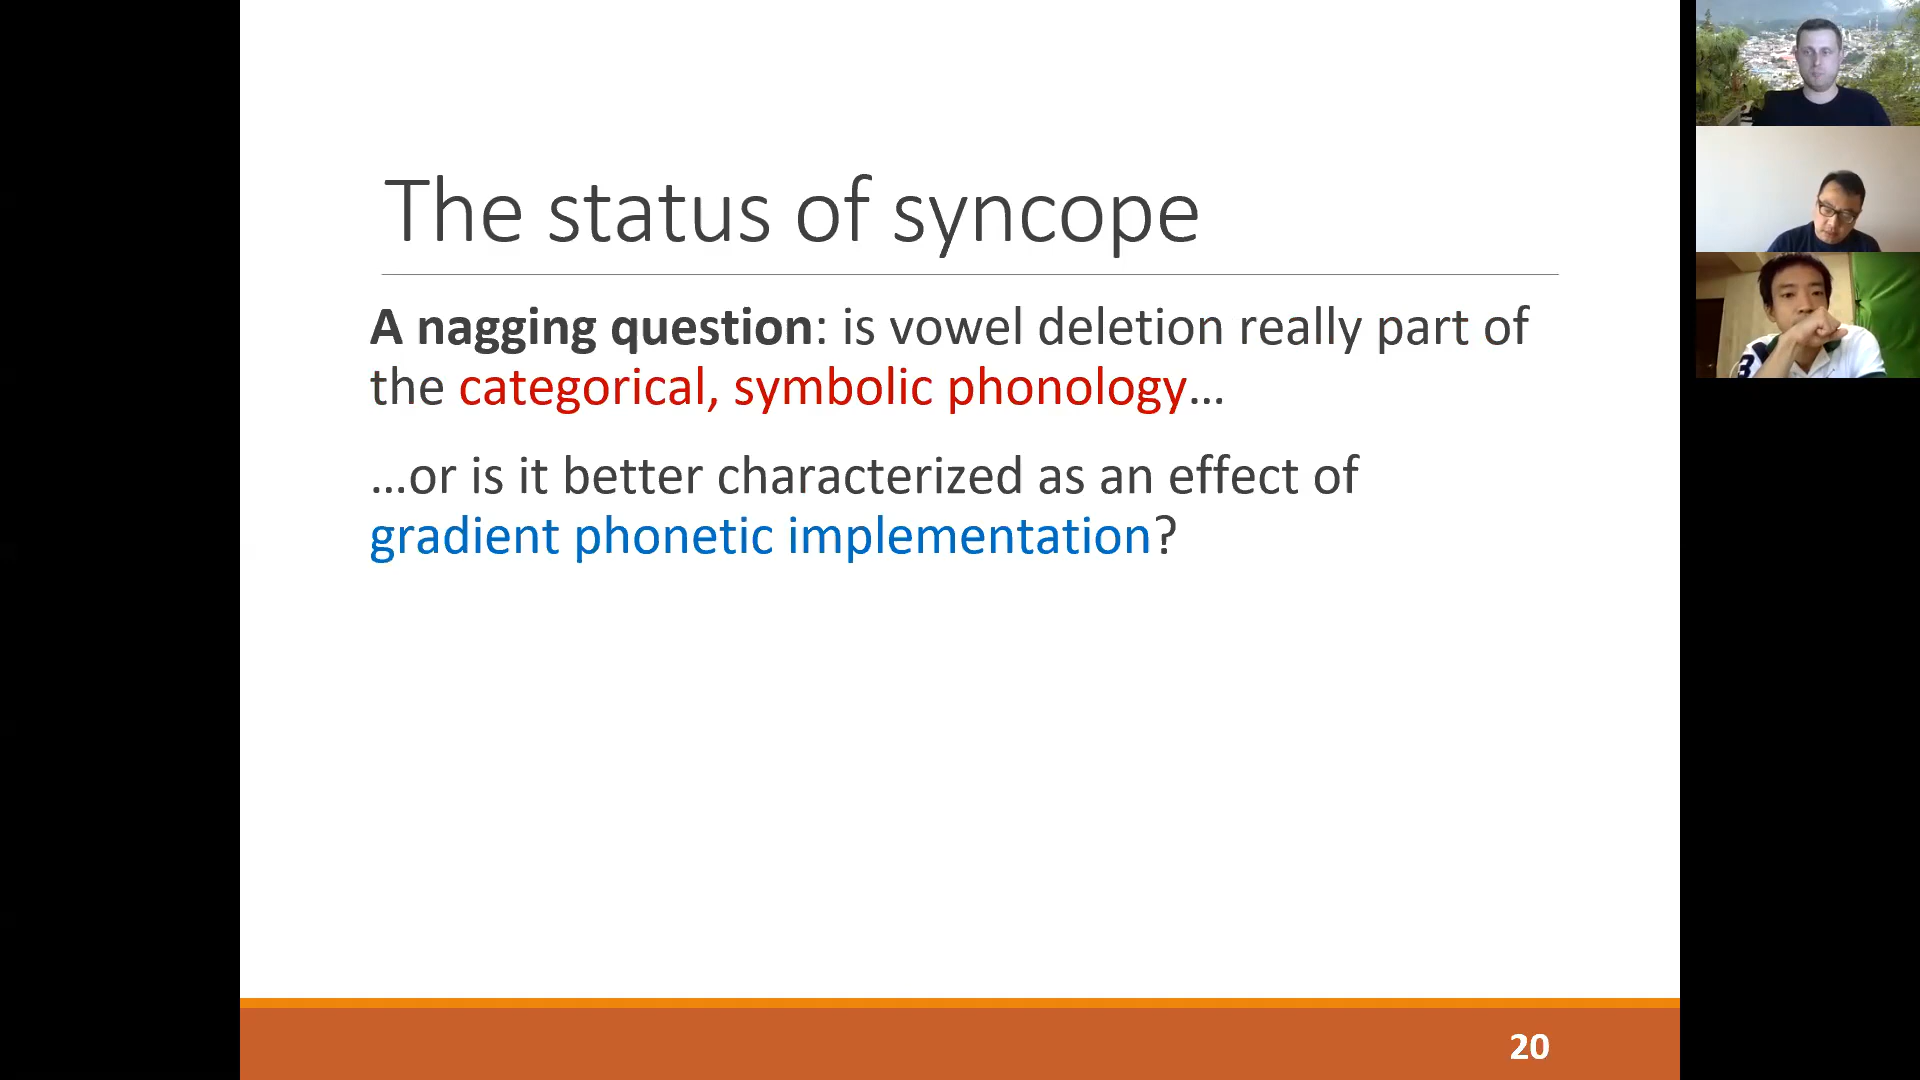 The status of syncope
A nagging question: is vowel deletion really part of
the categorical, symbolic phonology…
…or is it better characterized as an effect of
gradient phonetic implementation?
20
3